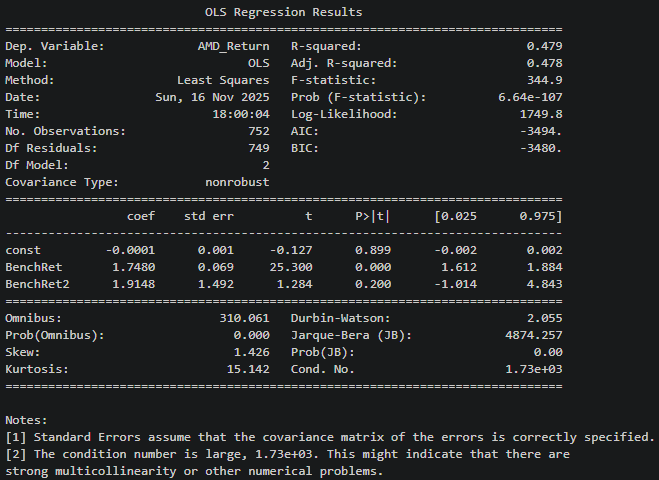 OLS Regression Results
==============================================================================
Dep. Variable:             AMD_Return   R-squared:                       0.479
Model:                            OLS   Adj. R-squared:                  0.478
Method:                 Least Squares   F-statistic:                     344.9
Date:                Sun, 16 Nov 2025   Prob (F-statistic):          6.64e-107
Time:                        18:00:04   Log-Likelihood:                 1749.8
No. Observations:                 752   AIC:                            -3494.
Df Residuals:                     749   BIC:                            -3480.
Df Model:                           2
Covariance Type:            nonrobust
==============================================================================
                 coef    std err          t      P>|t|      [0.025      0.975]
------------------------------------------------------------------------------
const         -0.0001      0.001     -0.127      0.899      -0.002       0.002
BenchRet       1.7480      0.069     25.300      0.000       1.612       1.884
BenchRet2      1.9148      1.492      1.284      0.200      -1.014       4.843
==============================================================================
Omnibus:                      310.061   Durbin-Watson:                   2.055
Prob(Omnibus):                  0.000   Jarque-Bera (JB):             4874.257
Skew:                           1.426   Prob(JB):                         0.00
Kurtosis:                      15.142   Cond. No.                     1.73e+03
==============================================================================
Notes:
[1] Standard Errors assume that the covariance matrix of the errors is correctly specified.
[2] The condition number is large, 1.73e+03. This might indicate that there are
strong multicollinearity or other numerical problems.